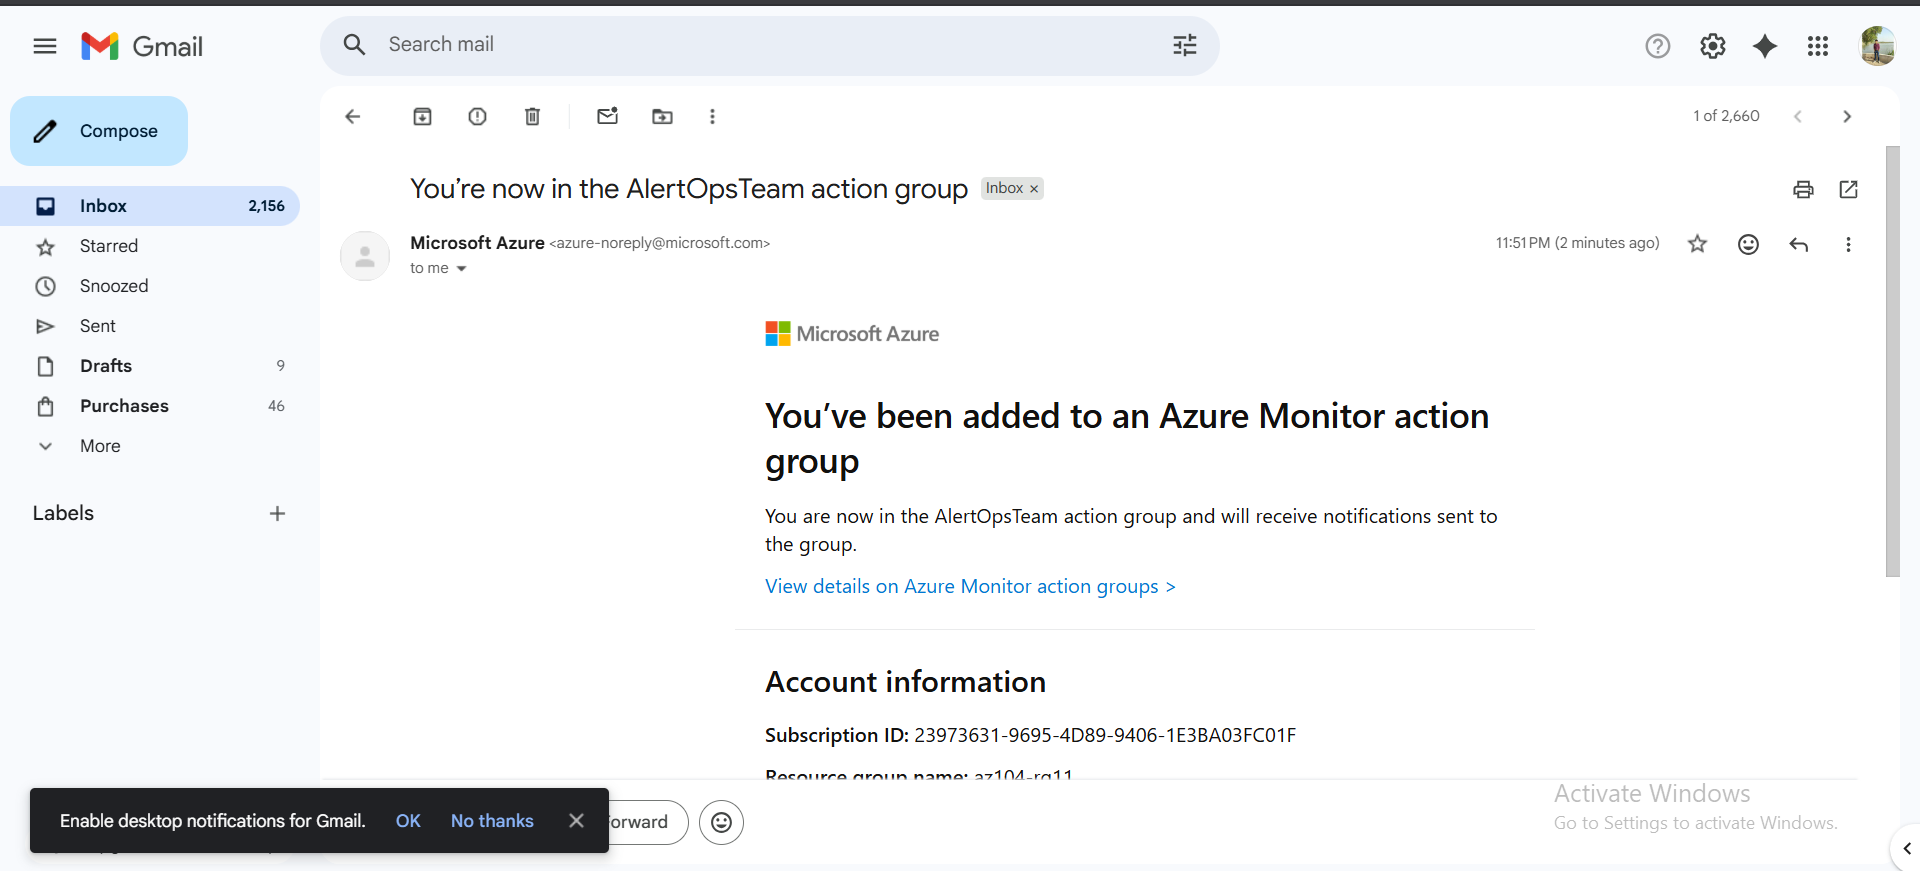 Gmail
Search mail
Compose
1 of 2,660
You’re now in the AlertOpsTeam action group
Inbox ×
Inbox 2,156
Starred
Snoozed
Sent
Drafts 9
Purchases 46
More
Labels
Microsoft Azure <azure-noreply@microsoft.com>
to me
11:51 PM (2 minutes ago)
Microsoft Azure
You’ve been added to an Azure Monitor action
group
You are now in the AlertOpsTeam action group and will receive notifications sent to
the group.
View details on Azure Monitor action groups >
Account information
Subscription ID: 23973631-9695-4D89-9406-1E3BA03FC01F
Resource group name: az104-rg11
Enable desktop notifications for Gmail. OK No thanks
orward
Activate Windows
Go to Settings to activate Windows.